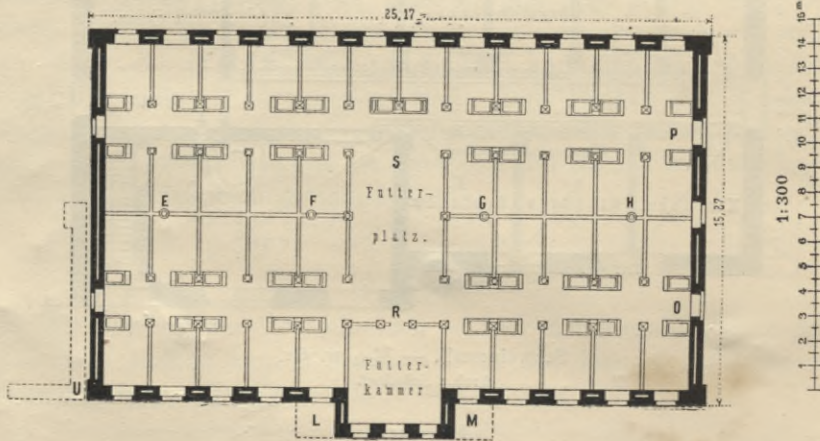 25,17 m
P
S
Futter-
platz.
E
F
G
H
15,27
R
O
Futter-
kammer
U
L
M
1:300
15 m
14
13
12
11
10
9
8
7
6
5
4
3
2
1